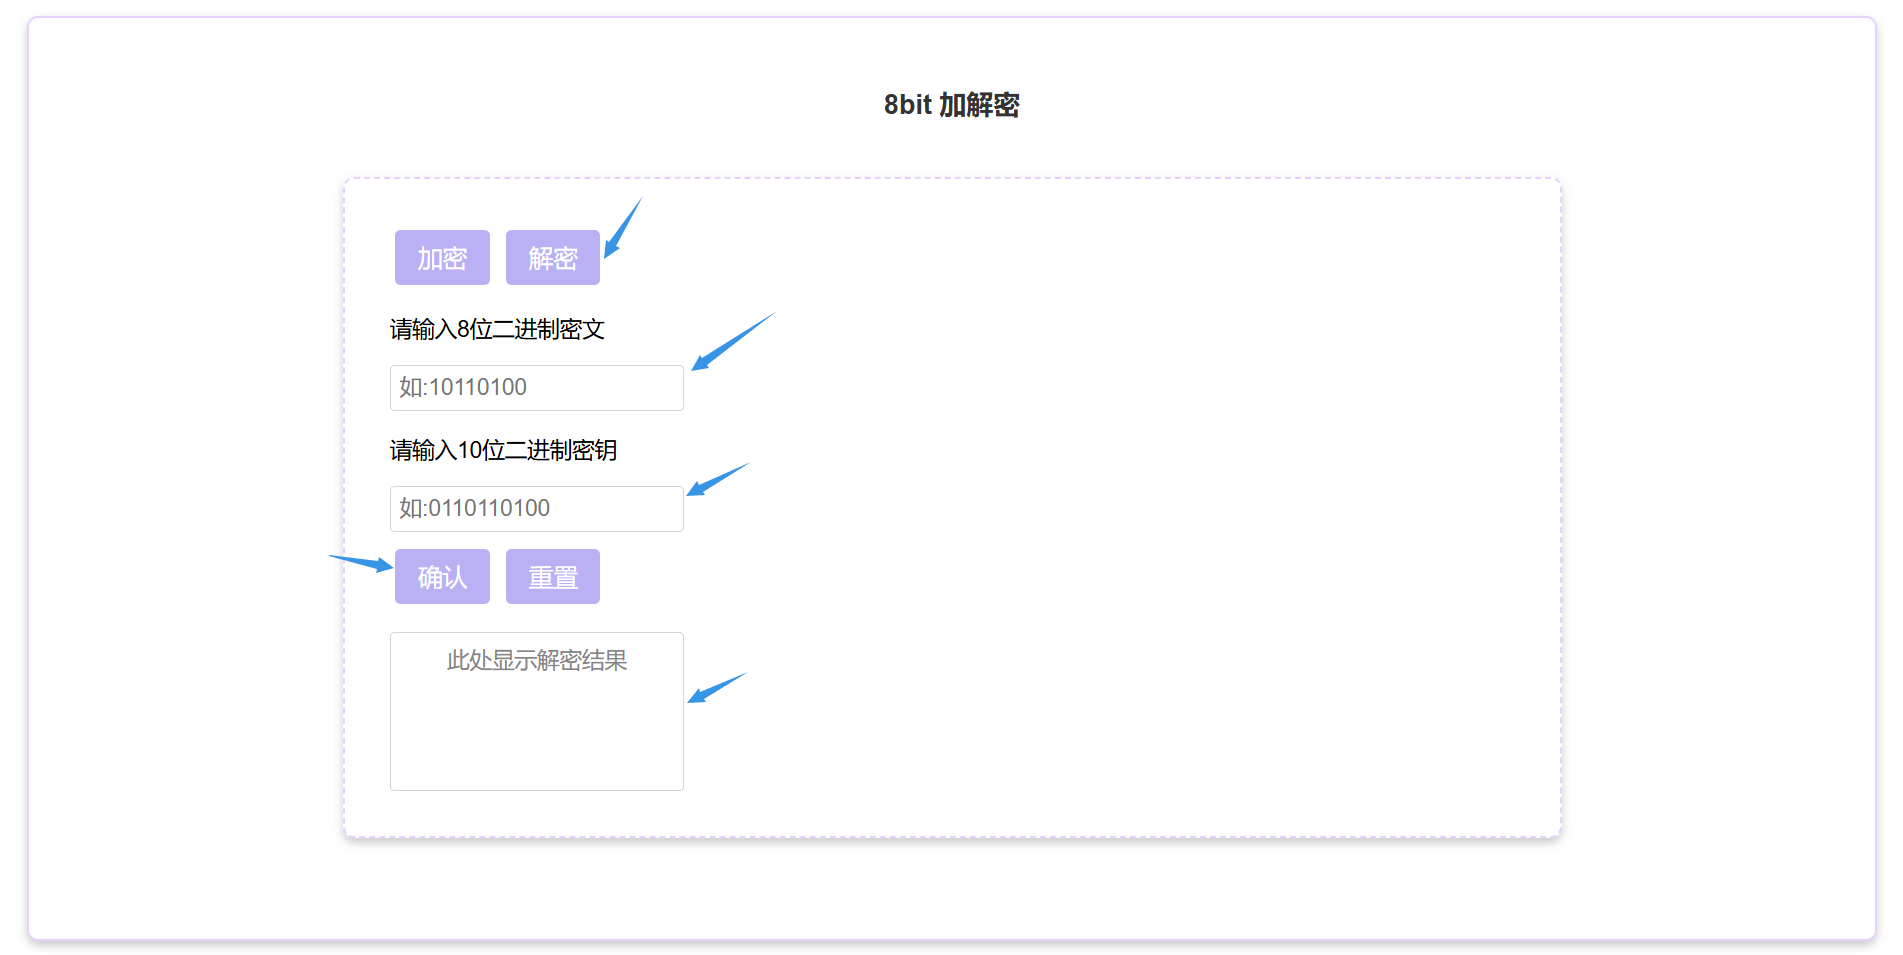 8bit 加解密
加密 解密
请输入8位二进制密文
如:10110100
请输入10位二进制密钥
如:0110110100
确认 重置
此处显示解密结果